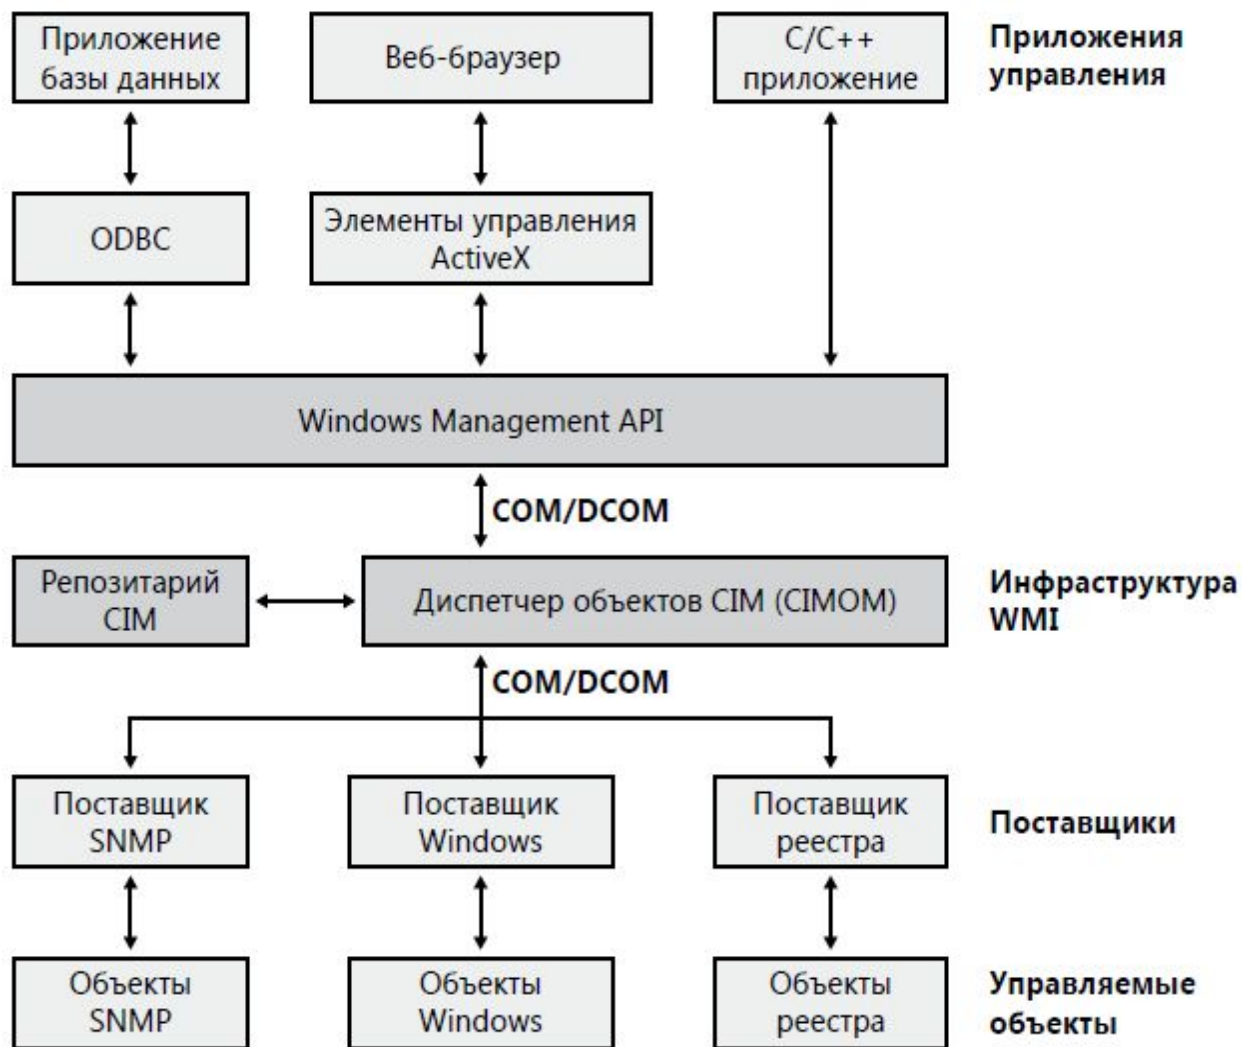 Приложение
базы данных
Веб-браузер
C/C++
приложение
Приложения
управления
ODBC
Элементы управления
ActiveX
Windows Management API
COM/DCOM
Репозитарий
CIM
Диспетчер объектов CIM (CIMOM)
Инфраструктура
WMI
COM/DCOM
Поставщик
SNMP
Поставщик
Windows
Поставщик
реестра
Поставщики
Объекты
SNMP
Объекты
Windows
Объекты
реестра
Управляемые
объекты